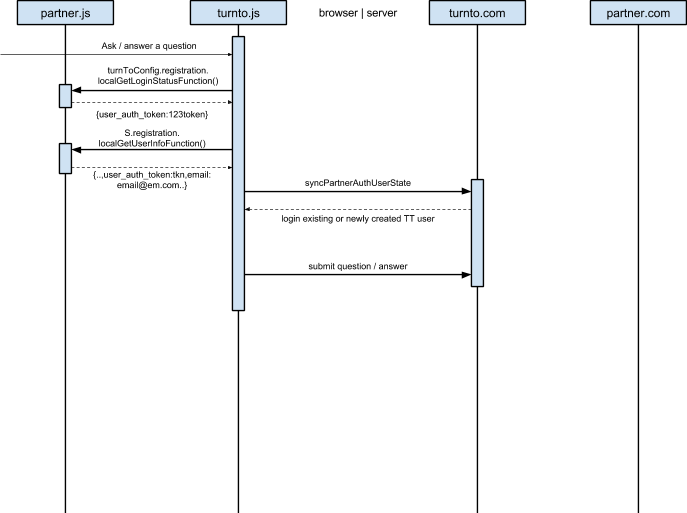 partner.js
turnto.js
browser | server
turnto.com
partner.com
Ask / answer a question
turnToConfig.registration.
localGetLoginStatusFunction()
{user_auth_token:123token}
S.registration.
localGetUserInfoFunction()
{..,user_auth_token:tkn,email:
email@em.com..}
syncPartnerAuthUserState
login existing or newly created TT user
submit question / answer